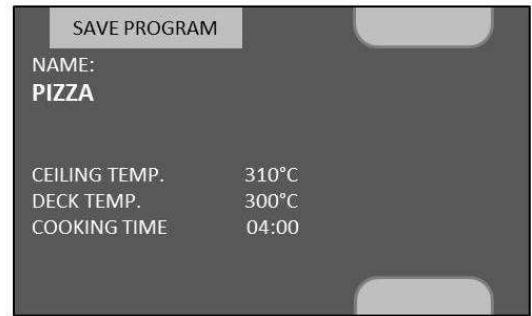 SAVE PROGRAM
NAME:
PIZZA
CEILING TEMP. 310°C
DECK TEMP. 300°C
COOKING TIME 04:00